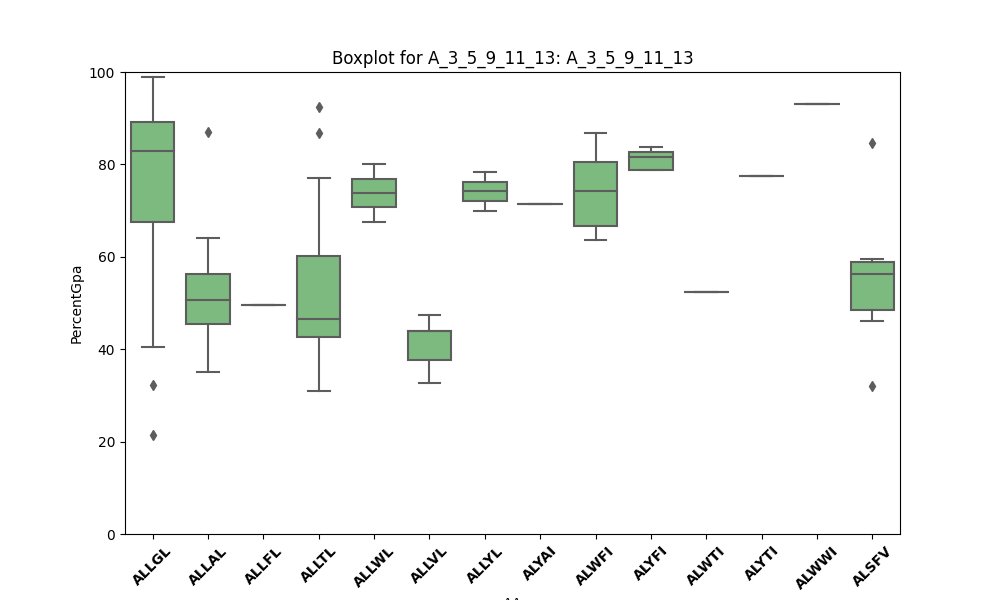 Boxplot for A_3_5_9_11_13: A_3_5_9_11_13
100
80
60
40
20
0
PercentGpa
ALLGL ALLAL ALLFL ALLTL ALLWL ALLVL ALLYL ALYAI ALWFI ALYFI ALWTI ALYTI ALWWI ALSFV